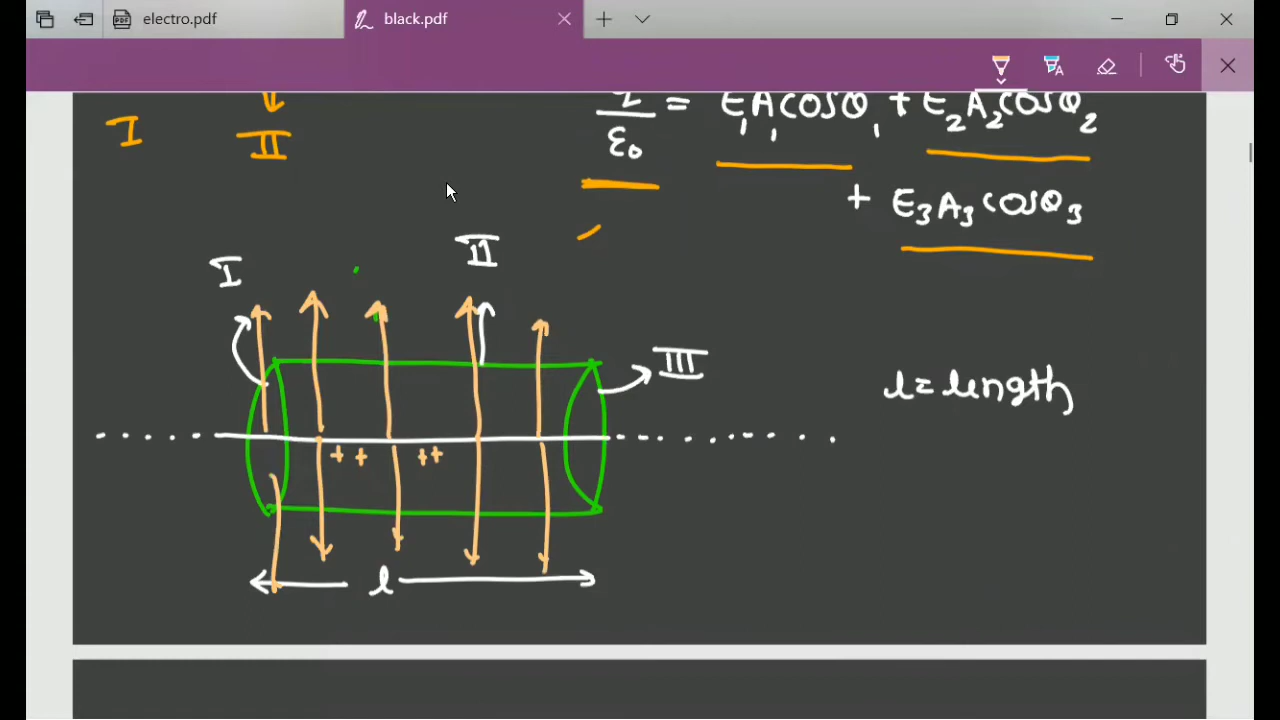 electro.pdf
black.pdf
I
II
= E₁A₁cosθ₁ + E₂A₂cosθ₂
ε₀
+ E₃A₃cosθ₃
I
II
III
l = length
+ + ++
l